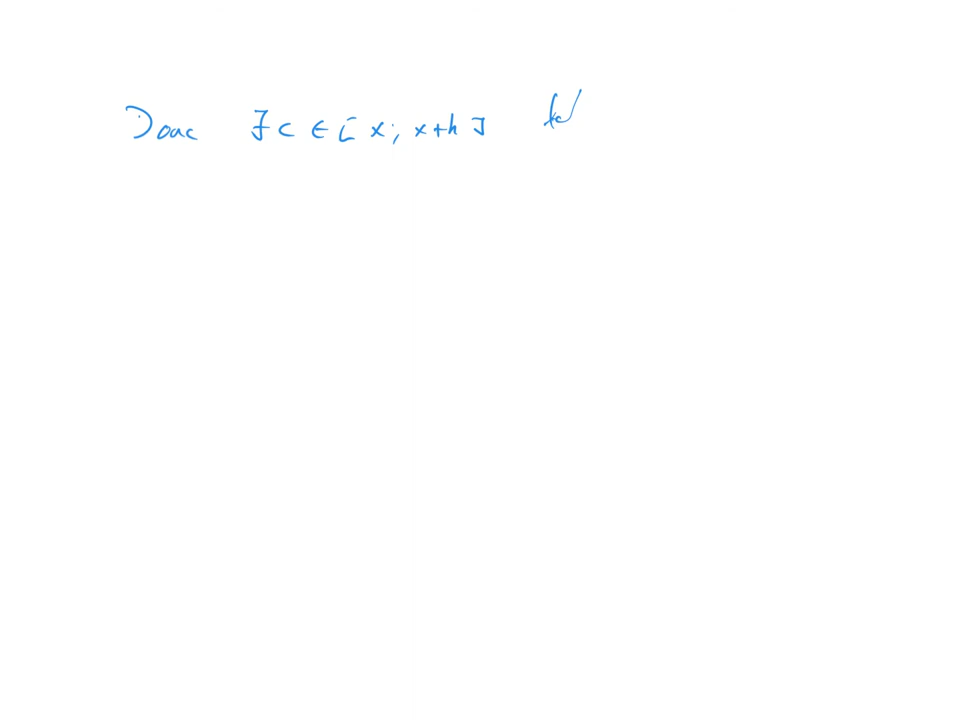 Donc ∃ c ∈ [ x ; x+h ]